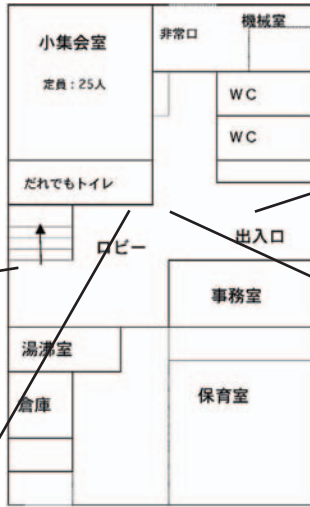 小集会室
定員：25人
非常口
機械室
WC
WC
だれでもトイレ
ロビー
出入口
事務室
湯沸室
倉庫
保育室